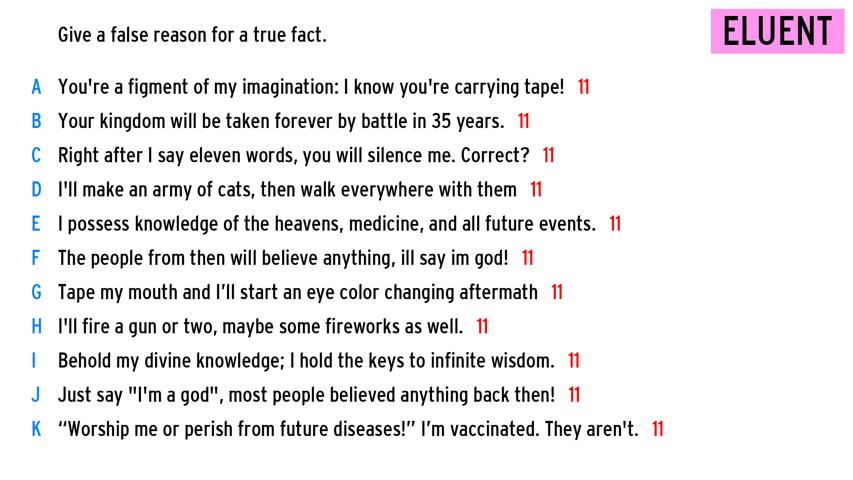 Give a false reason for a true fact.
ELUENT
A You're a figment of my imagination: I know you're carrying tape! 11
B Your kingdom will be taken forever by battle in 35 years. 11
C Right after I say eleven words, you will silence me. Correct? 11
D I'll make an army of cats, then walk everywhere with them 11
E I possess knowledge of the heavens, medicine, and all future events. 11
F The people from then will believe anything, ill say im god! 11
G Tape my mouth and I’ll start an eye color changing aftermath 11
H I'll fire a gun or two, maybe some fireworks as well. 11
I Behold my divine knowledge; I hold the keys to infinite wisdom. 11
J Just say "I'm a god", most people believed anything back then! 11
K “Worship me or perish from future diseases!” I’m vaccinated. They aren't. 11